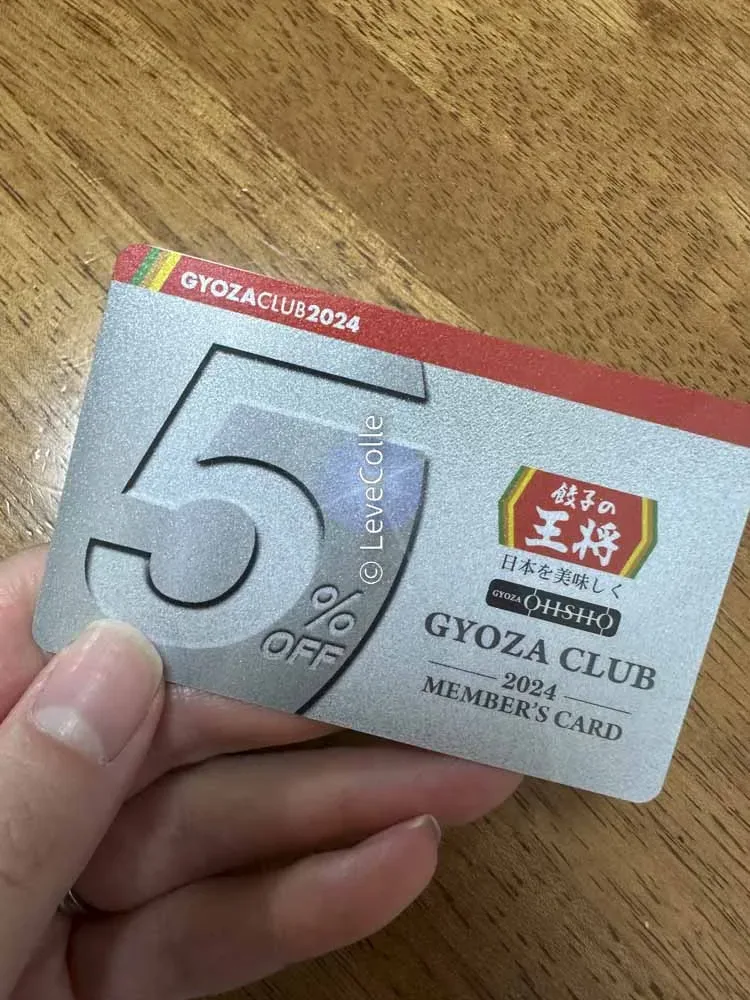 GYOZACLUB2024
5
%
OFF
© LeveColle
餃子の
王将
日本を美味しく
GYOZA OHSHO
GYOZA CLUB
2024
MEMBER'S CARD